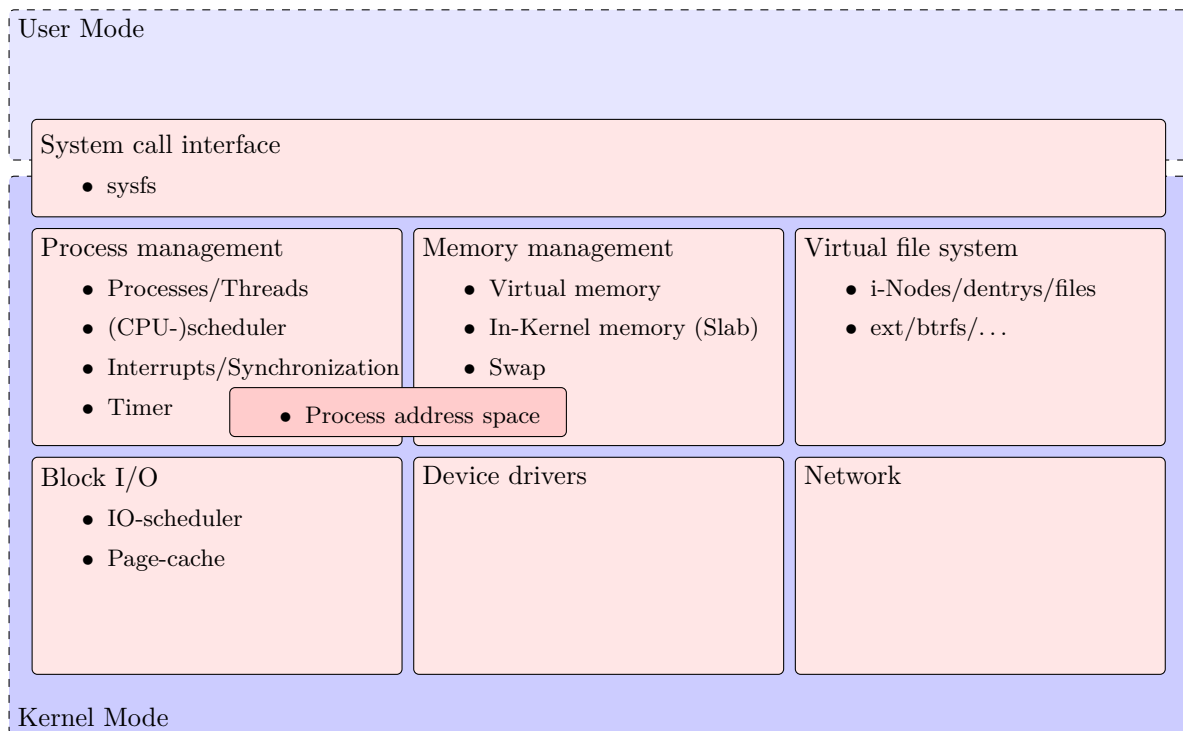 User Mode
System call interface
• sysfs
Process management
• Processes/Threads
• (CPU-)scheduler
• Interrupts/Synchronization
• Timer
• Process address space
Memory management
• Virtual memory
• In-Kernel memory (Slab)
• Swap
Virtual file system
• i-Nodes/dentrys/files
• ext/btrfs/...
Block I/O
• IO-scheduler
• Page-cache
Device drivers
Network
Kernel Mode